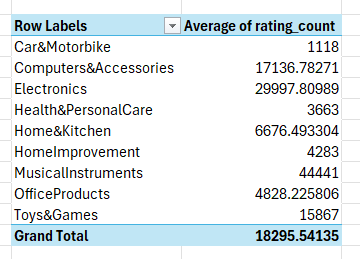 Row Labels Average of rating_count
Car&Motorbike 1118
Computers&Accessories 17136.78271
Electronics 29997.80989
Health&PersonalCare 3663
Home&Kitchen 6676.493304
HomeImprovement 4283
MusicalInstruments 44441
OfficeProducts 4828.225806
Toys&Games 15867
Grand Total 18295.54135